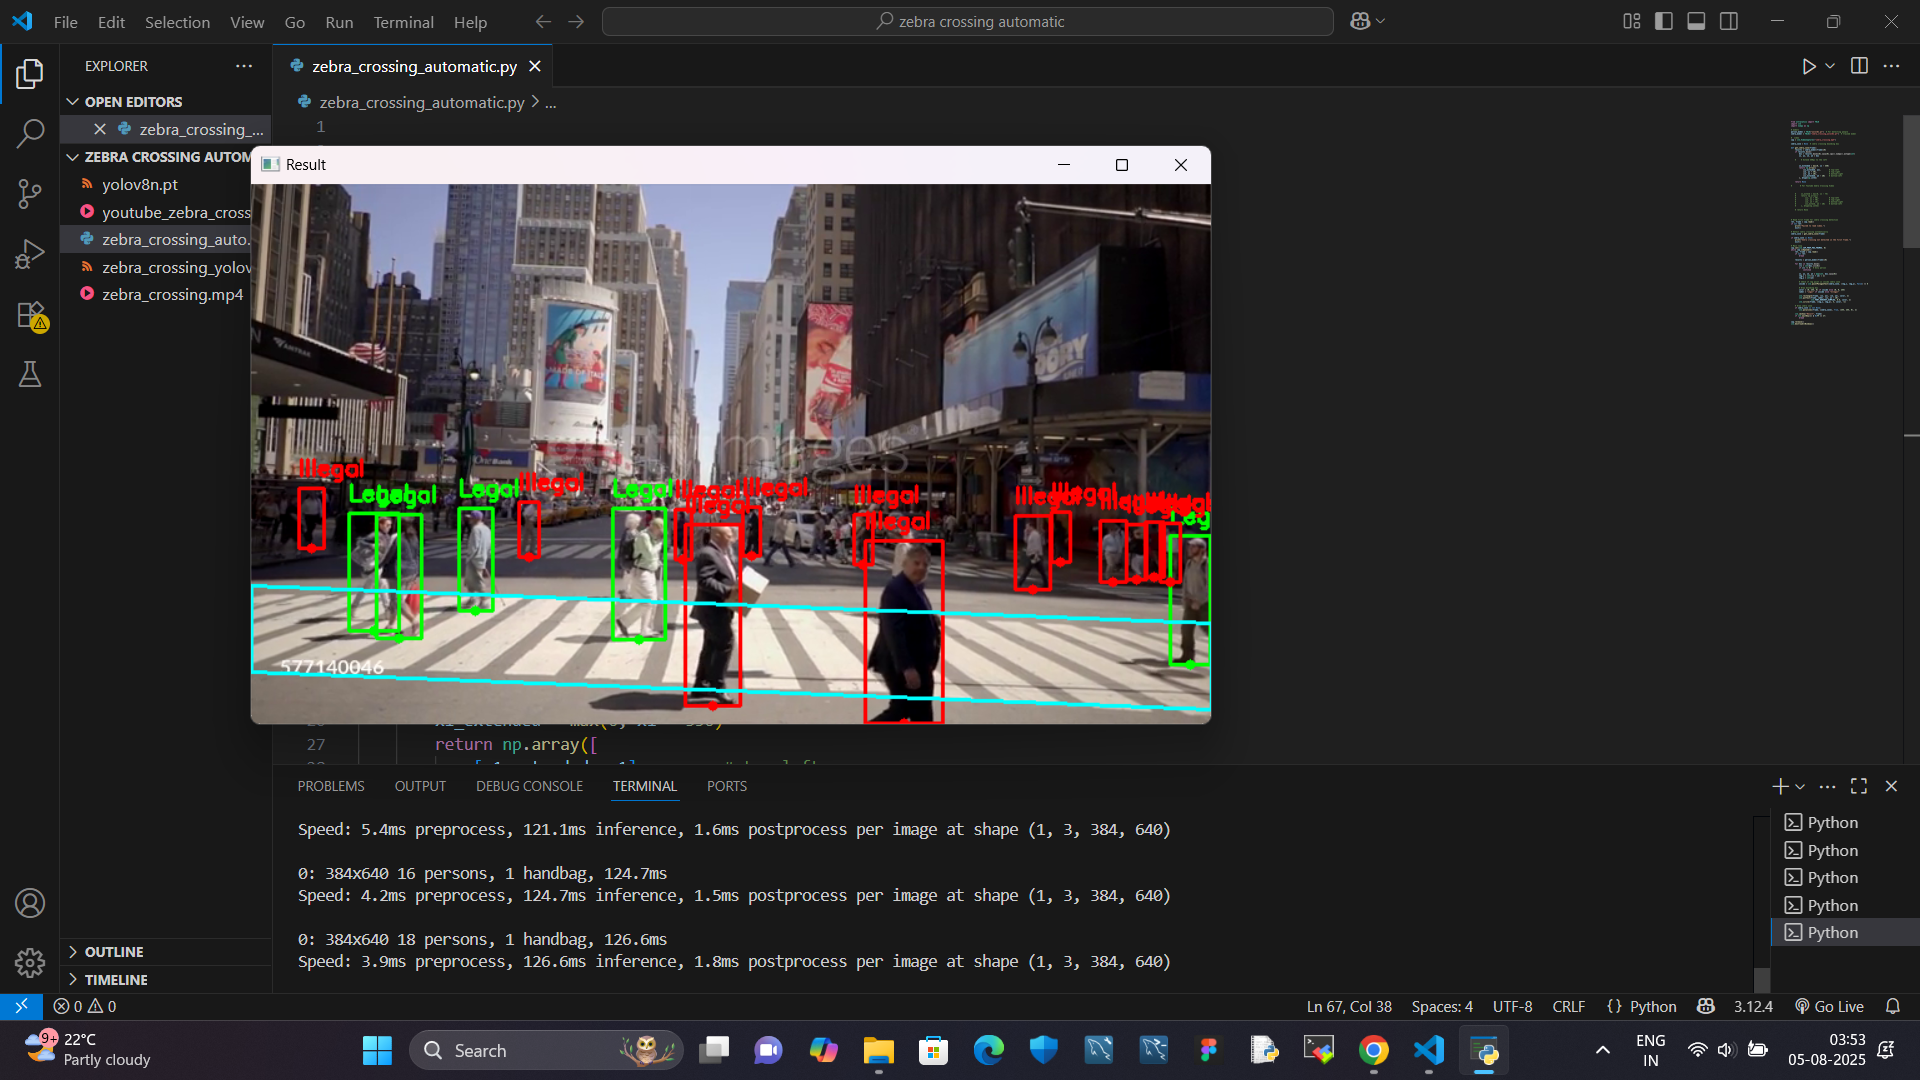 File Edit Selection View Go Run Terminal Help
zebra crossing automatic
EXPLORER
OPEN EDITORS
zebra_crossing_...
ZEBRA CROSSING AUTOM
yolov8n.pt
youtube_zebra_cross
zebra_crossing_auto.
zebra_crossing_yolov
zebra_crossing.mp4
OUTLINE
TIMELINE
zebra_crossing_automatic.py
zebra_crossing_automatic.py > ...
1
Result
Illegal
Legal
Legal
Illegal
Legal
Illegal
Illegal
Illegal
Illegal
Illegal
Illegal
577140046
27 return np.array([
PROBLEMS OUTPUT DEBUG CONSOLE TERMINAL PORTS
Speed: 5.4ms preprocess, 121.1ms inference, 1.6ms postprocess per image at shape (1, 3, 384, 640)
0: 384x640 16 persons, 1 handbag, 124.7ms
Speed: 4.2ms preprocess, 124.7ms inference, 1.5ms postprocess per image at shape (1, 3, 384, 640)
0: 384x640 18 persons, 1 handbag, 126.6ms
Speed: 3.9ms preprocess, 126.6ms inference, 1.8ms postprocess per image at shape (1, 3, 384, 640)
Python
Python
Python
Python
Python
0 0
Ln 67, Col 38 Spaces: 4 UTF-8 CRLF {} Python 3.12.4 Go Live
9+
22°C
Partly cloudy
Search
ENG
IN
03:53
05-08-2025